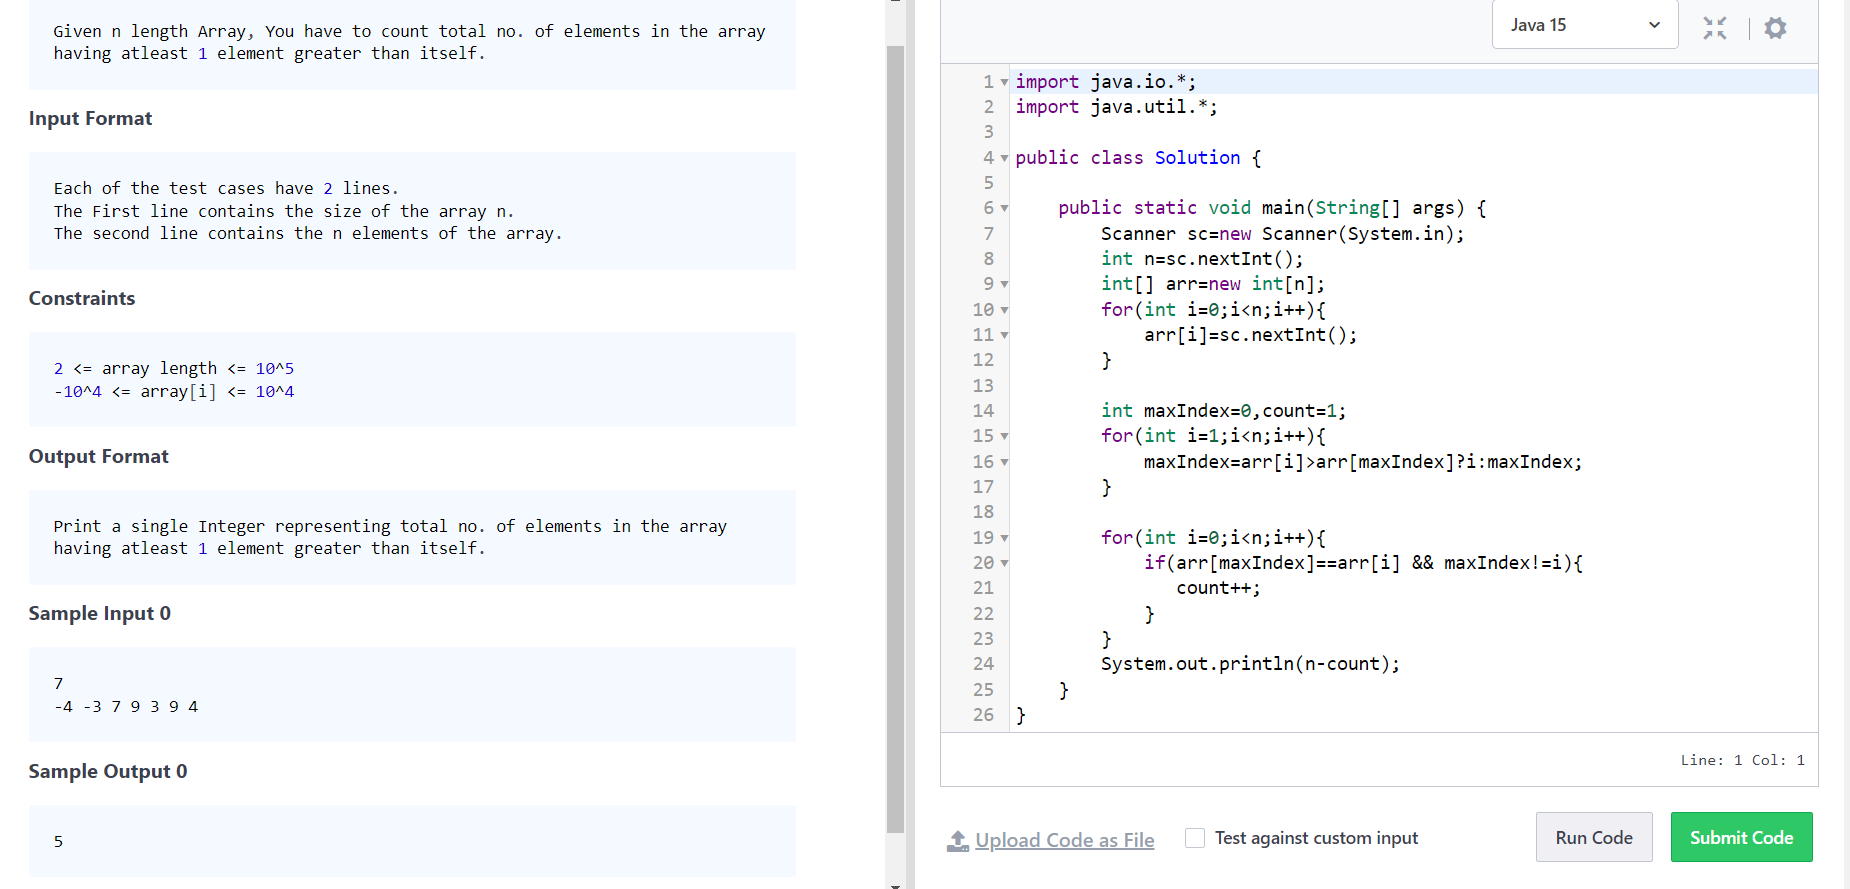 Given n length Array, You have to count total no. of elements in the array
having atleast 1 element greater than itself.
Input Format
Each of the test cases have 2 lines.
The First line contains the size of the array n.
The second line contains the n elements of the array.
Constraints
2 <= array length <= 10^5
-10^4 <= array[i] <= 10^4
Output Format
Print a single Integer representing total no. of elements in the array
having atleast 1 element greater than itself.
Sample Input 0
7
-4 -3 7 9 3 9 4
Sample Output 0
5
Java 15
1 import java.io.*;
2 import java.util.*;
3
4 public class Solution {
5
6     public static void main(String[] args) {
7         Scanner sc=new Scanner(System.in);
8         int n=sc.nextInt();
9         int[] arr=new int[n];
10         for(int i=0;i<n;i++){
11             arr[i]=sc.nextInt();
12         }
13
14         int maxIndex=0,count=1;
15         for(int i=1;i<n;i++){
16             maxIndex=arr[i]>arr[maxIndex]?i:maxIndex;
17         }
18
19         for(int i=0;i<n;i++){
20             if(arr[maxIndex]==arr[i] && maxIndex!=i){
21                count++;
22             }
23         }
24         System.out.println(n-count);
25     }
26 }
Line: 1 Col: 1
Upload Code as File
Test against custom input
Run Code
Submit Code